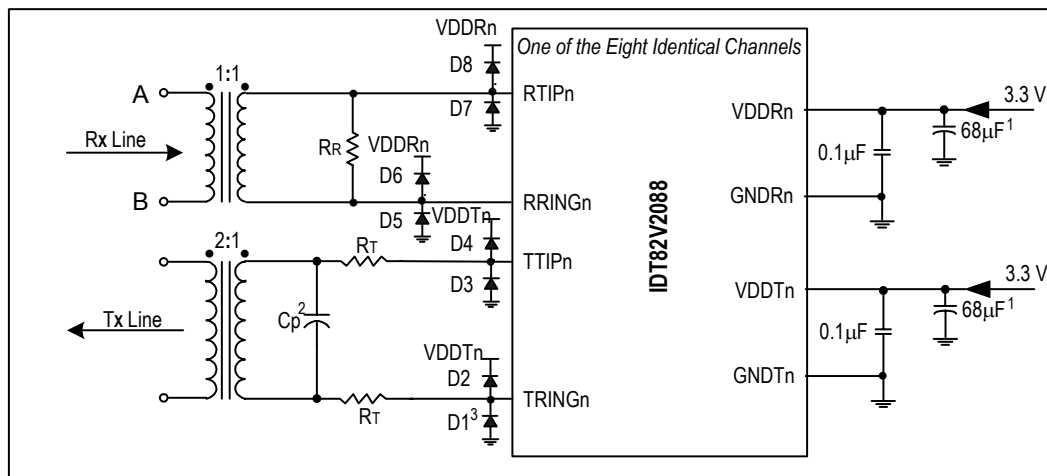 VDDRn
One of the Eight Identical Channels
D8
1:1
A
RTIPn
3.3 V
VDDRn
D7
68µF1
Rx Line
RR
VDDRn
0.1µF
D6
GNDRn
B
RRINGn
D5
VDDTn
IDT82V2088
2:1
D4
RT
TTIPn
3.3 V
VDDTn
D3
68µF1
Tx Line
Cp2
0.1µF
VDDTn
GNDTn
D2
TRINGn
RT
D13